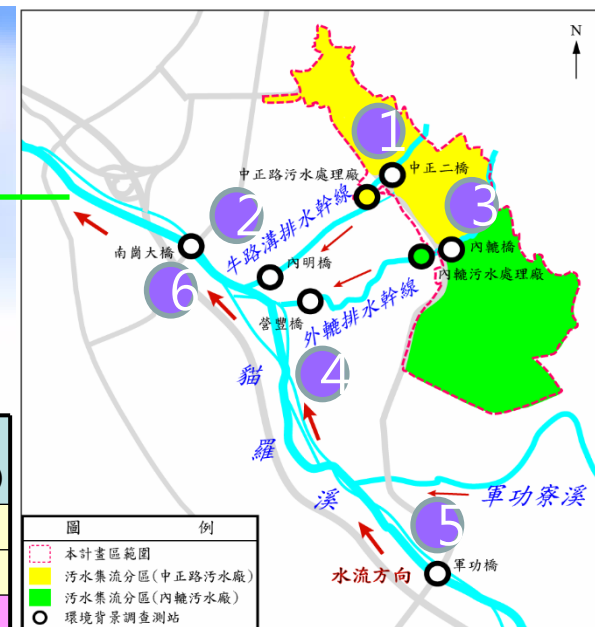 N
1
中正二橋
中正路污水處理廠
3
2
牛路溝排水幹線
內轆橋
南崗大橋
內明橋
內轆污水處理廠
6
營豐橋
外轆排水幹線
4
貓羅溪
軍功寮溪
5
水流方向
軍功橋
圖 例
本計畫區範圍
污水集流分區(中正路污水廠)
污水集流分區(內轆污水廠)
環境背景調查測站